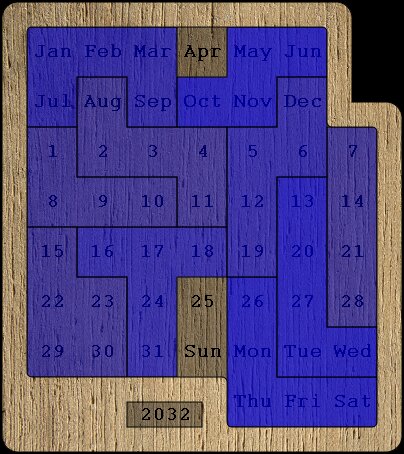 Jan Feb Mar Apr May Jun
Jul Aug Sep Oct Nov Dec
1 2 3 4 5 6 7
8 9 10 11 12 13 14
15 16 17 18 19 20 21
22 23 24 25 26 27 28
29 30 31 Sun Mon Tue Wed
Thu Fri Sat
2032